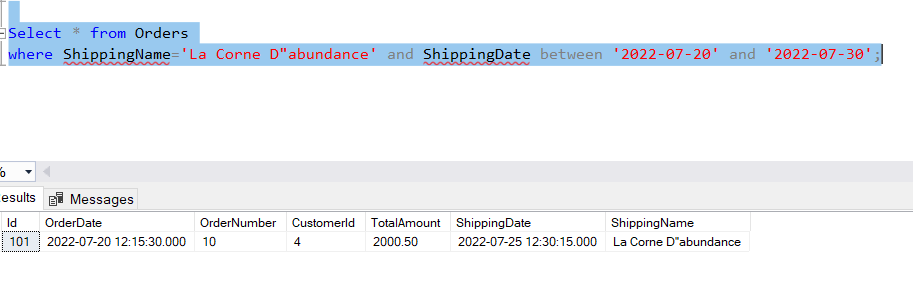 Select * from Orders
where ShippingName='La Corne D"abundance' and ShippingDate between '2022-07-20' and '2022-07-30';
%
esults Messages
Id OrderDate OrderNumber CustomerId TotalAmount ShippingDate ShippingName
101 2022-07-20 12:15:30.000 10 4 2000.50 2022-07-25 12:30:15.000 La Corne D"abundance